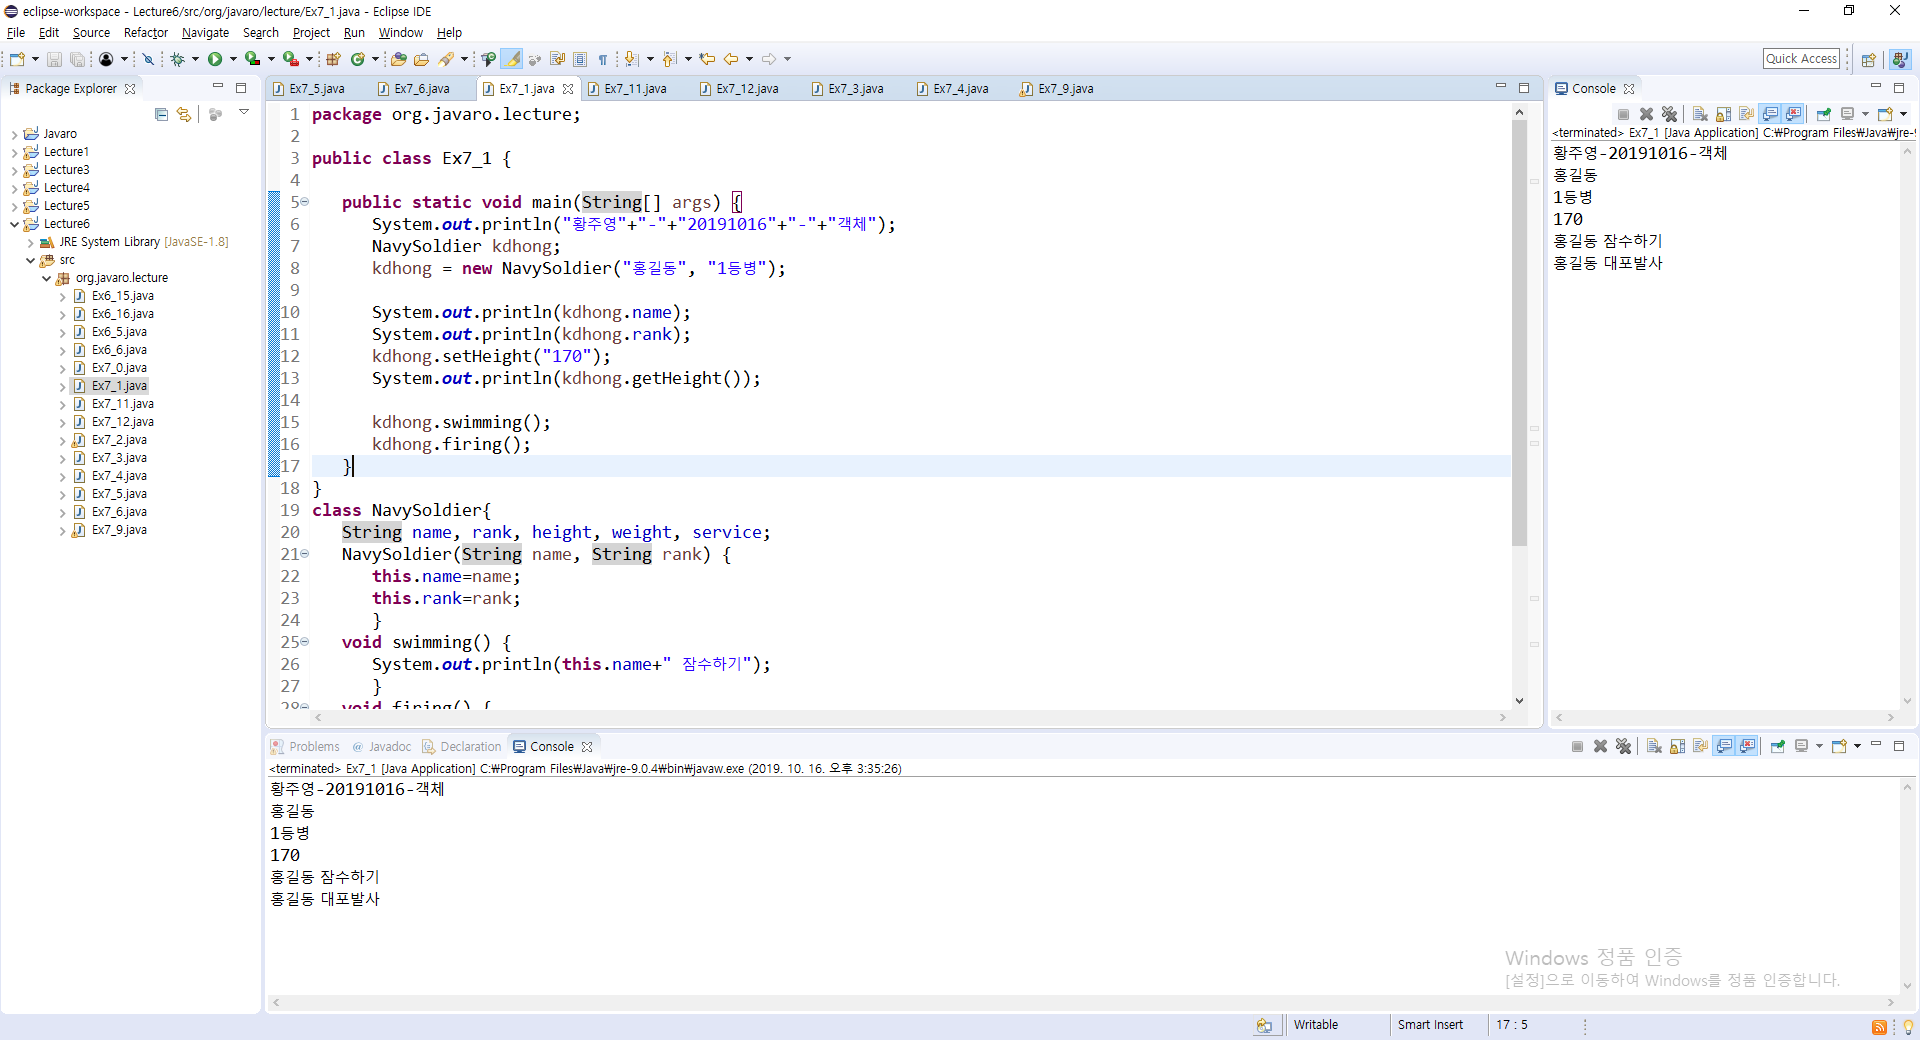 eclipse-workspace - Lecture6/src/org/javaro/lecture/Ex7_1.java - Eclipse IDE
File Edit Source Refactor Navigate Search Project Run Window Help
Quick Access
Package Explorer
Javaro
Lecture1
Lecture3
Lecture4
Lecture5
Lecture6
JRE System Library [JavaSE-1.8]
src
org.javaro.lecture
Ex6_15.java
Ex6_16.java
Ex6_5.java
Ex6_6.java
Ex7_0.java
Ex7_1.java
Ex7_11.java
Ex7_12.java
Ex7_2.java
Ex7_3.java
Ex7_4.java
Ex7_5.java
Ex7_6.java
Ex7_9.java
Ex7_5.java Ex7_6.java Ex7_1.java Ex7_11.java Ex7_12.java Ex7_3.java Ex7_4.java Ex7_9.java
1 package org.javaro.lecture;
2
3 public class Ex7_1 {
4
5 public static void main(String[] args) {
6 System.out.println("황주영"+"-"+"20191016"+"-"+"객체");
7 NavySoldier kdhong;
8 kdhong = new NavySoldier("홍길동", "1등병");
9
10 System.out.println(kdhong.name);
11 System.out.println(kdhong.rank);
12 kdhong.setHeight("170");
13 System.out.println(kdhong.getHeight());
14
15 kdhong.swimming();
16 kdhong.firing();
17 }
18 }
19 class NavySoldier{
20 String name, rank, height, weight, service;
21 NavySoldier(String name, String rank) {
22 this.name=name;
23 this.rank=rank;
24 }
25 void swimming() {
26 System.out.println(this.name+" 잠수하기");
27 }
28 void firing() {
Console
<terminated> Ex7_1 [Java Application] C:₩Program Files₩Java₩jre-9
황주영-20191016-객체
홍길동
1등병
170
홍길동 잠수하기
홍길동 대포발사
Problems @ Javadoc Declaration Console
<terminated> Ex7_1 [Java Application] C:₩Program Files₩Java₩jre-9.0.4₩bin₩javaw.exe (2019. 10. 16. 오후 3:35:26)
황주영-20191016-객체
홍길동
1등병
170
홍길동 잠수하기
홍길동 대포발사
Windows 정품 인증
[설정]으로 이동하여 Windows를 정품 인증합니다.
Writable Smart Insert 17 : 5